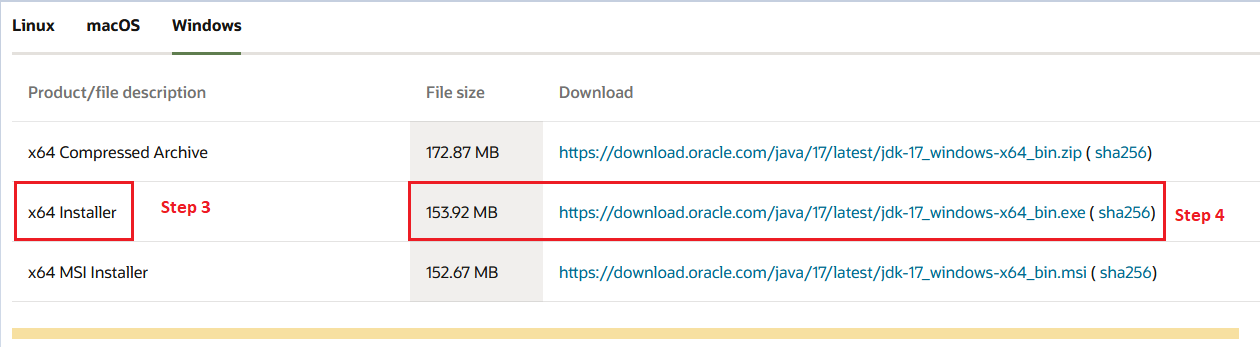 Linux macOS Windows
Product/file description File size Download
x64 Compressed Archive 172.87 MB https://download.oracle.com/java/17/latest/jdk-17_windows-x64_bin.zip ( sha256)
x64 Installer Step 3 153.92 MB https://download.oracle.com/java/17/latest/jdk-17_windows-x64_bin.exe ( sha256) Step 4
x64 MSI Installer 152.67 MB https://download.oracle.com/java/17/latest/jdk-17_windows-x64_bin.msi ( sha256)